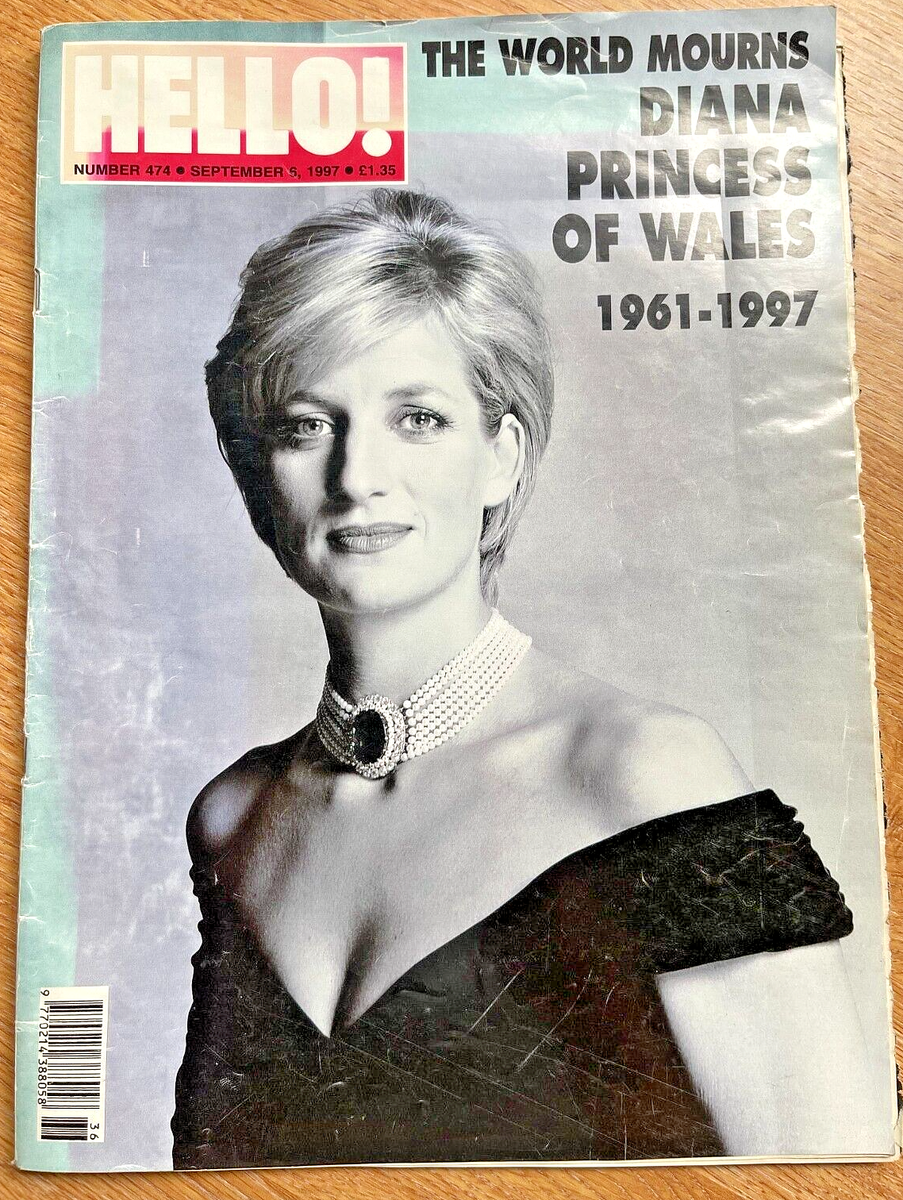 HELLO!
NUMBER 474 • SEPTEMBER 6, 1997 • £1.35
THE WORLD MOURNS
DIANA
PRINCESS
OF WALES
1961-1997
9 770214 388058
36